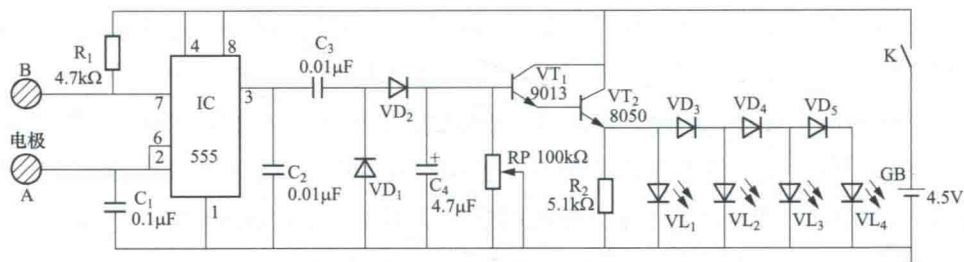 R₁
4.7kΩ
B
电极
A
C₁
0.1μF
4
8
7
6
2
3
1
IC
555
C₃
0.01μF
C₂
0.01μF
VD₂
VD₁
C₄
4.7μF
+
RP 100kΩ
VT₁
9013
VT₂
8050
R₂
5.1kΩ
VD₃
VD₄
VD₅
VL₁
VL₂
VL₃
VL₄
K
GB
4.5V